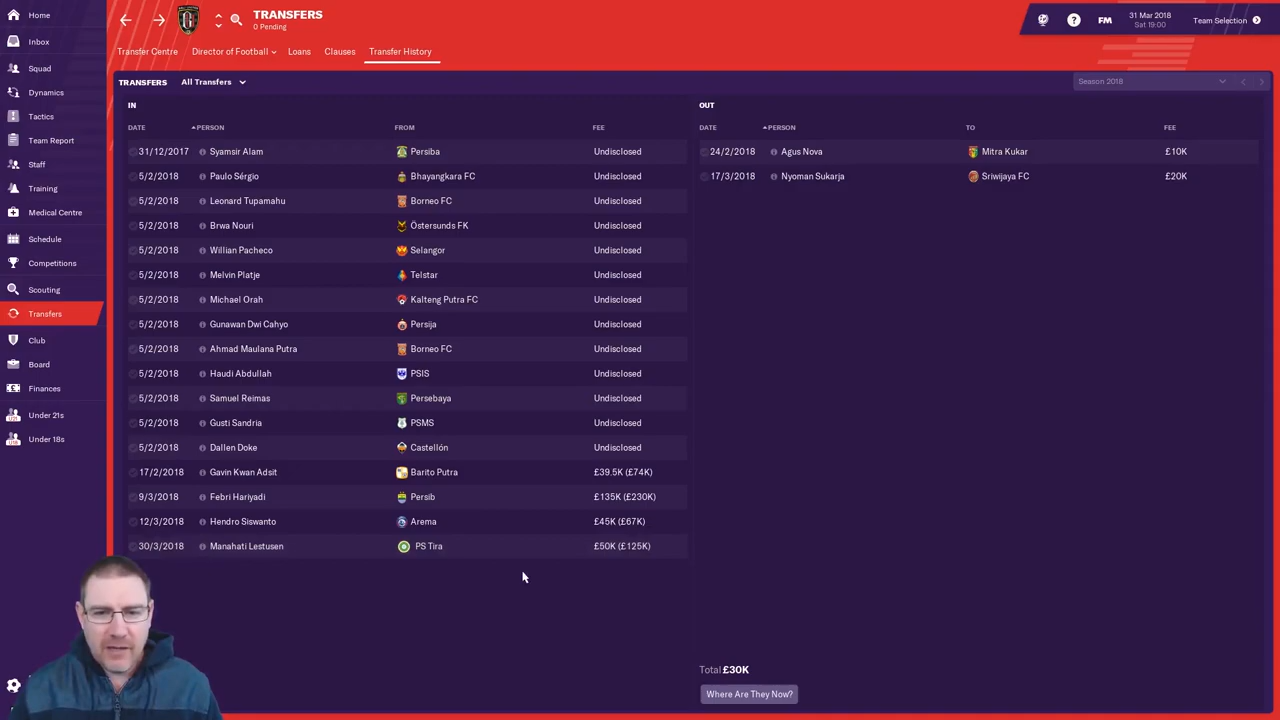 Home
Inbox
Squad
Dynamics
Tactics
Team Report
Staff
Training
Medical Centre
Schedule
Competitions
Scouting
Transfers
Club
Board
Finances
Under 21s
Under 18s
TRANSFERS
0 Pending
FM
31 Mar 2018
Sat 19:00
Team Selection
Transfer Centre Director of Football Loans Clauses Transfer History
TRANSFERS All Transfers Season 2018
IN
DATE PERSON FROM FEE
31/12/2017 Syamsir Alam Persiba Undisclosed
5/2/2018 Paulo Sérgio Bhayangkara FC Undisclosed
5/2/2018 Leonard Tupamahu Borneo FC Undisclosed
5/2/2018 Brwa Nouri Östersunds FK Undisclosed
5/2/2018 Willian Pacheco Selangor Undisclosed
5/2/2018 Melvin Platje Telstar Undisclosed
5/2/2018 Michael Orah Kalteng Putra FC Undisclosed
5/2/2018 Gunawan Dwi Cahyo Persija Undisclosed
5/2/2018 Ahmad Maulana Putra Borneo FC Undisclosed
5/2/2018 Haudi Abdullah PSIS Undisclosed
5/2/2018 Samuel Reimas Persebaya Undisclosed
5/2/2018 Gusti Sandria PSMS Undisclosed
5/2/2018 Dallen Doke Castellón Undisclosed
17/2/2018 Gavin Kwan Adsit Barito Putra £39.5K (£74K)
9/3/2018 Febri Hariyadi Persib £135K (£230K)
12/3/2018 Hendro Siswanto Arema £45K (£67K)
30/3/2018 Manahati Lestusen PS Tira £50K (£125K)
OUT
DATE PERSON TO FEE
24/2/2018 Agus Nova Mitra Kukar £10K
17/3/2018 Nyoman Sukarja Sriwijaya FC £20K
Total £30K
Where Are They Now?